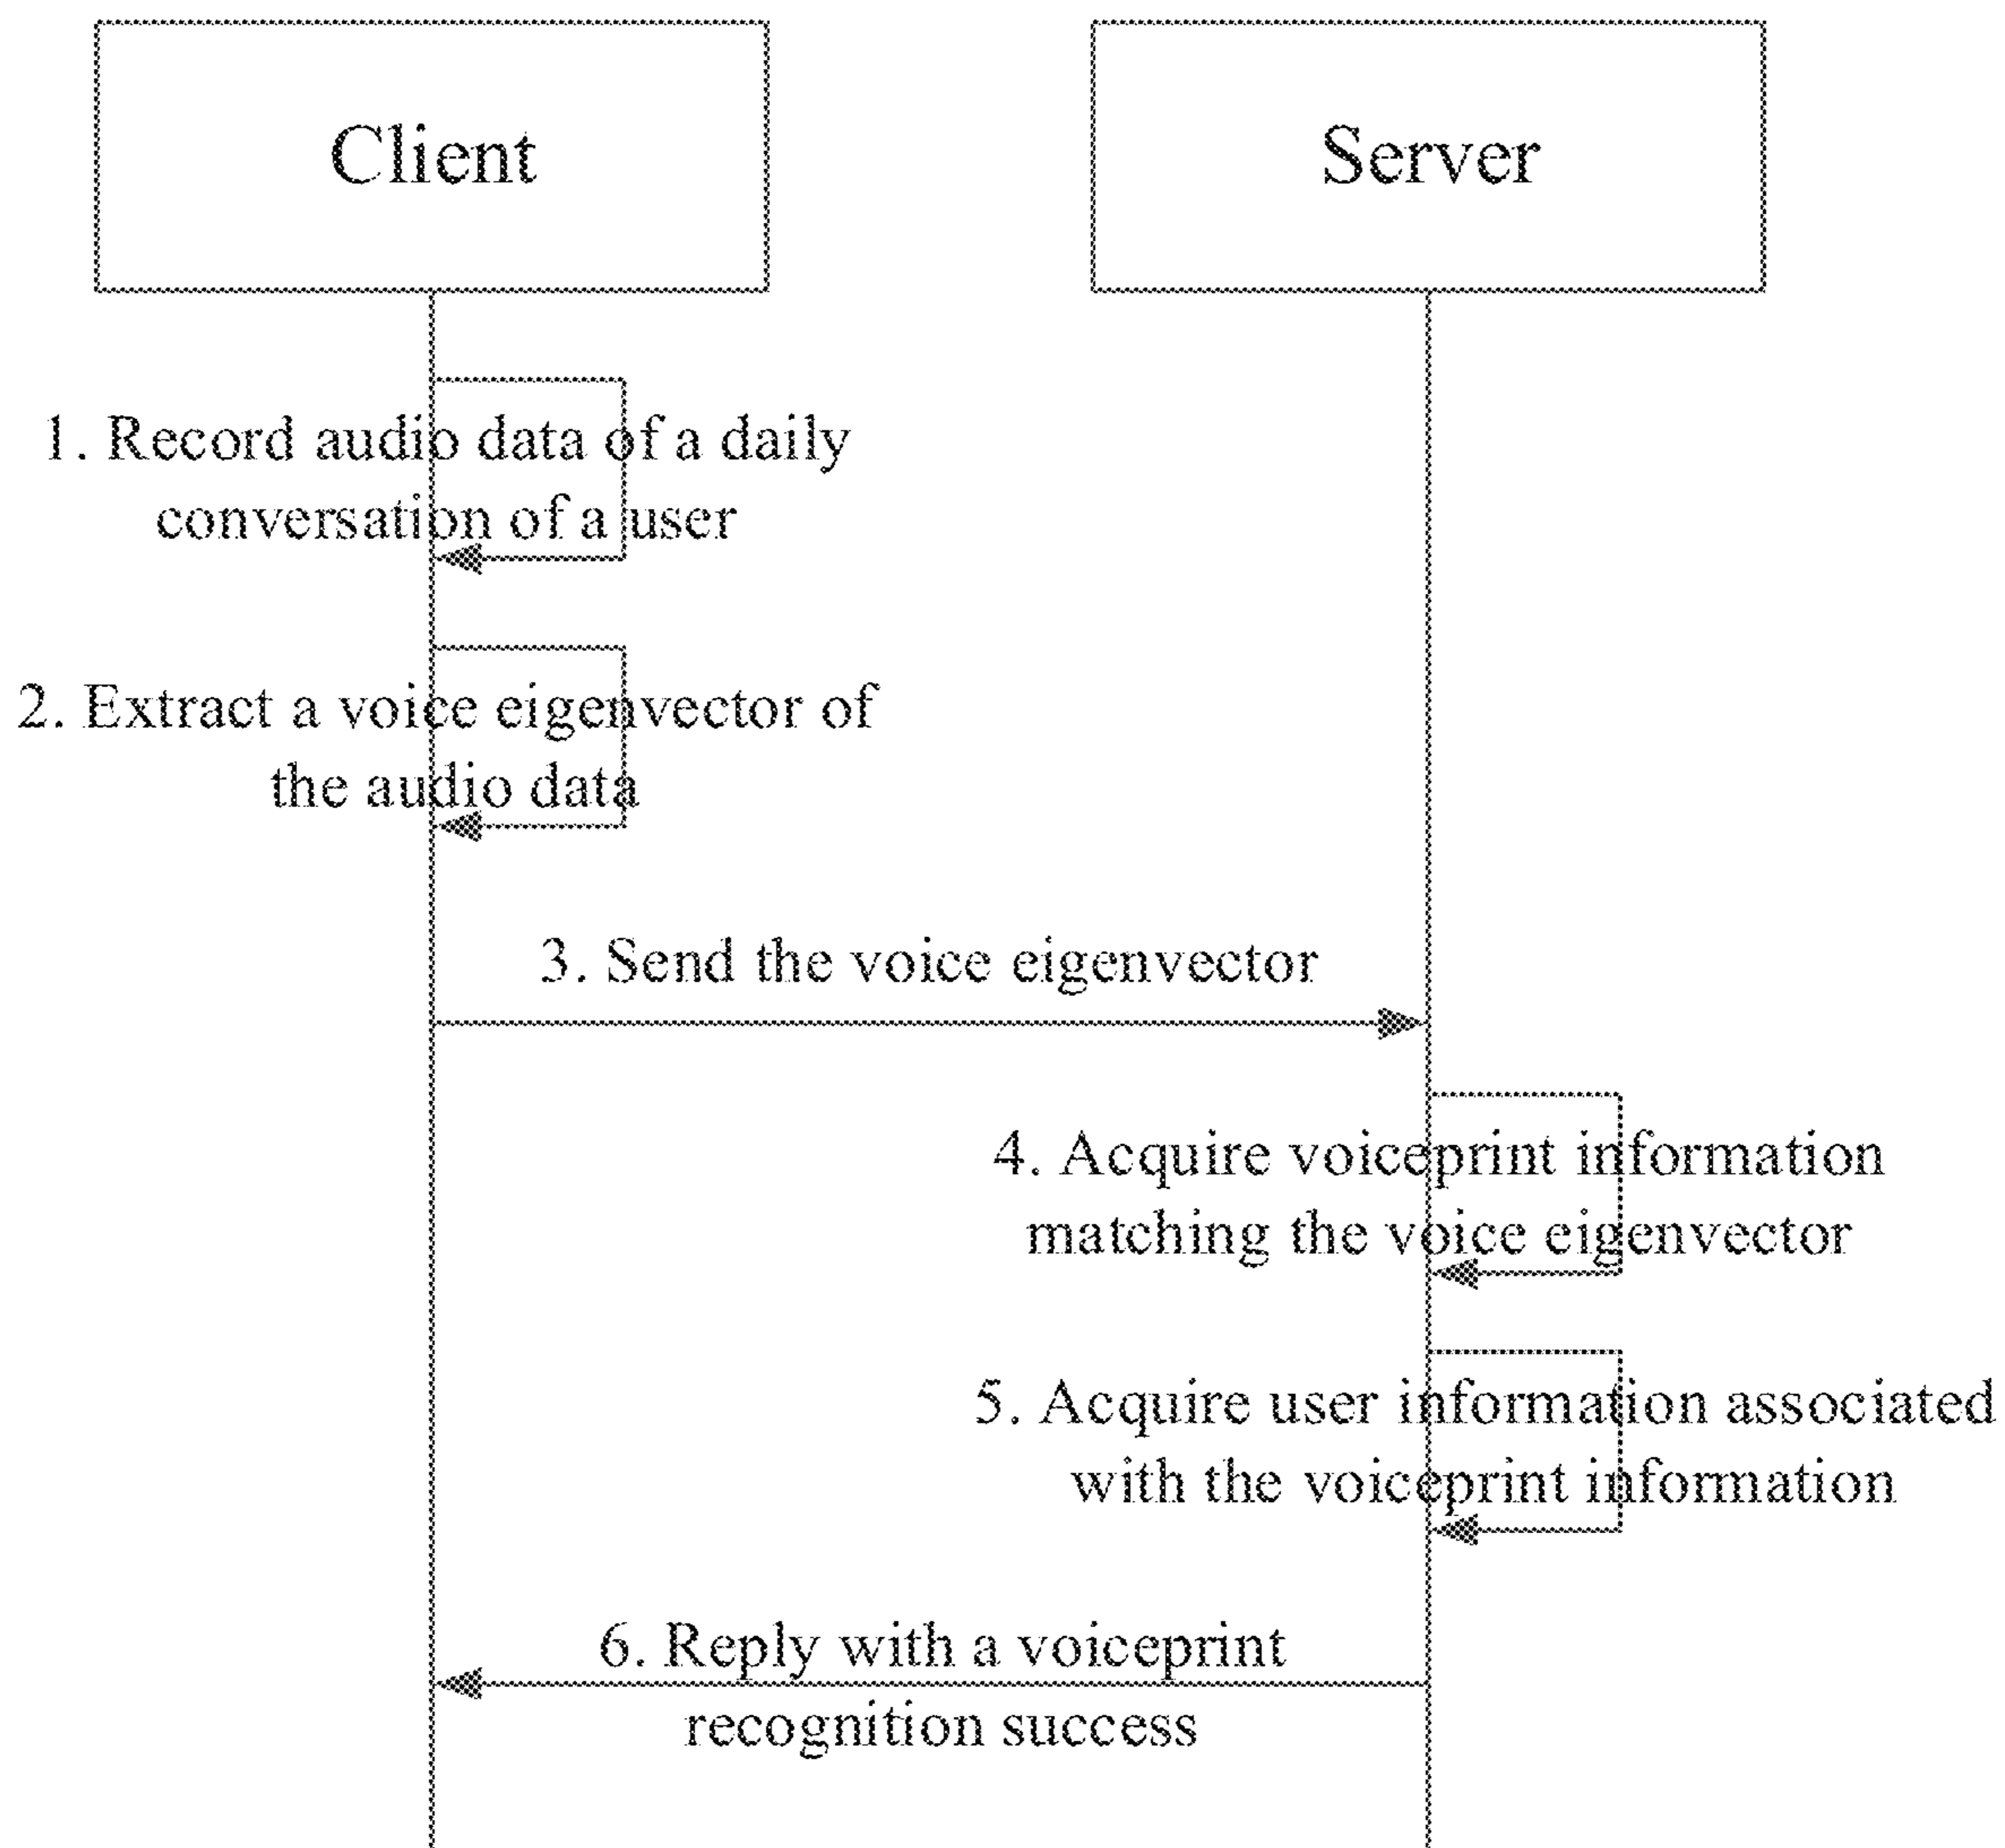 Client
Server
1. Record audio data of a daily
conversation of a user
2. Extract a voice eigenvector of
the audio data
3. Send the voice eigenvector
4. Acquire voiceprint information
matching the voice eigenvector
5. Acquire user information associated
with the voiceprint information
6. Reply with a voiceprint
recognition success